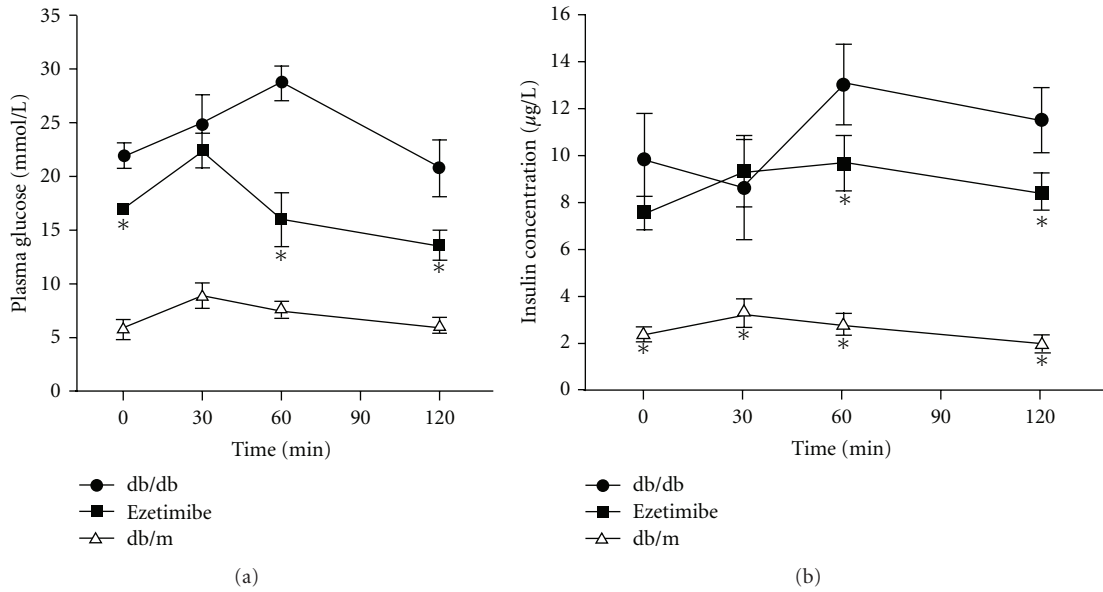 35
30
25
20
15
10
5
0
Plasma glucose (mmol/L)
*
*
*
0 30 60 90 120
Time (min)
db/db
Ezetimibe
db/m
(a)
16
14
12
10
8
6
4
2
0
Insulin concentration (μg/L)
*
*
*
*
*
*
0 30 60 90 120
Time (min)
db/db
Ezetimibe
db/m
(b)